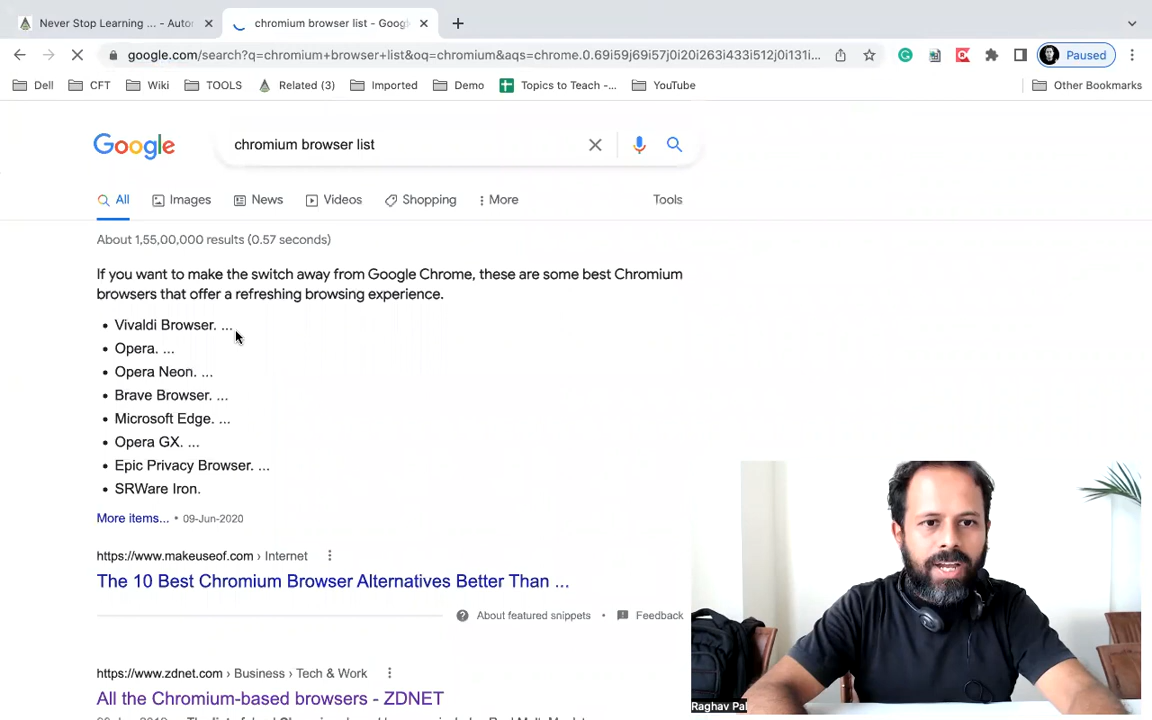 Never Stop Learning ... - Auto
chromium browser list - Goog
google.com/search?q=chromium+browser+list&oq=chromium&aqs=chrome.0.69i59j69i57j0i20i263i433i512j0i131i...
Paused
Dell
CFT
Wiki
TOOLS
Related (3)
Imported
Demo
Topics to Teach -...
YouTube
Other Bookmarks
Google
chromium browser list
All
Images
News
Videos
Shopping
More
Tools
About 1,55,00,000 results (0.57 seconds)
If you want to make the switch away from Google Chrome, these are some best Chromium
browsers that offer a refreshing browsing experience.
• Vivaldi Browser. ...
• Opera. ...
• Opera Neon. ...
• Brave Browser. ...
• Microsoft Edge. ...
• Opera GX. ...
• Epic Privacy Browser. ...
• SRWare Iron.
More items... • 09-Jun-2020
https://www.makeuseof.com › Internet
The 10 Best Chromium Browser Alternatives Better Than ...
About featured snippets • Feedback
https://www.zdnet.com › Business › Tech & Work
All the Chromium-based browsers - ZDNET
Raghav Pal